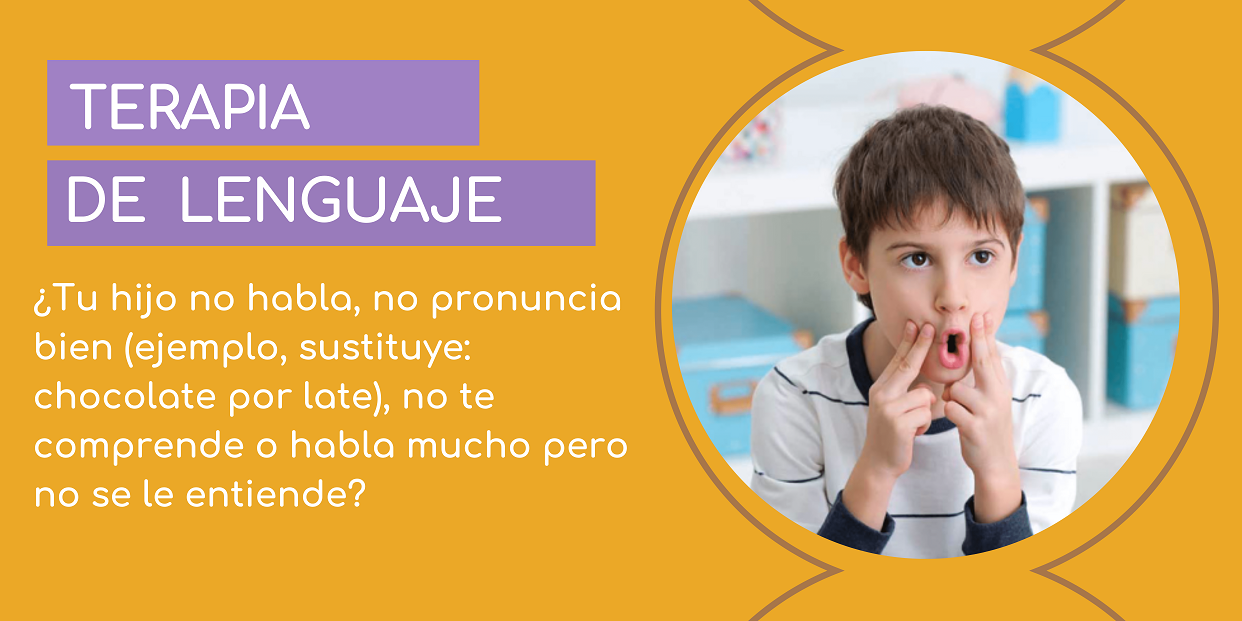 TERAPIA
DE LENGUAJE
¿Tu hijo no habla, no pronuncia
bien (ejemplo, sustituye:
chocolate por late), no te
comprende o habla mucho pero
no se le entiende?